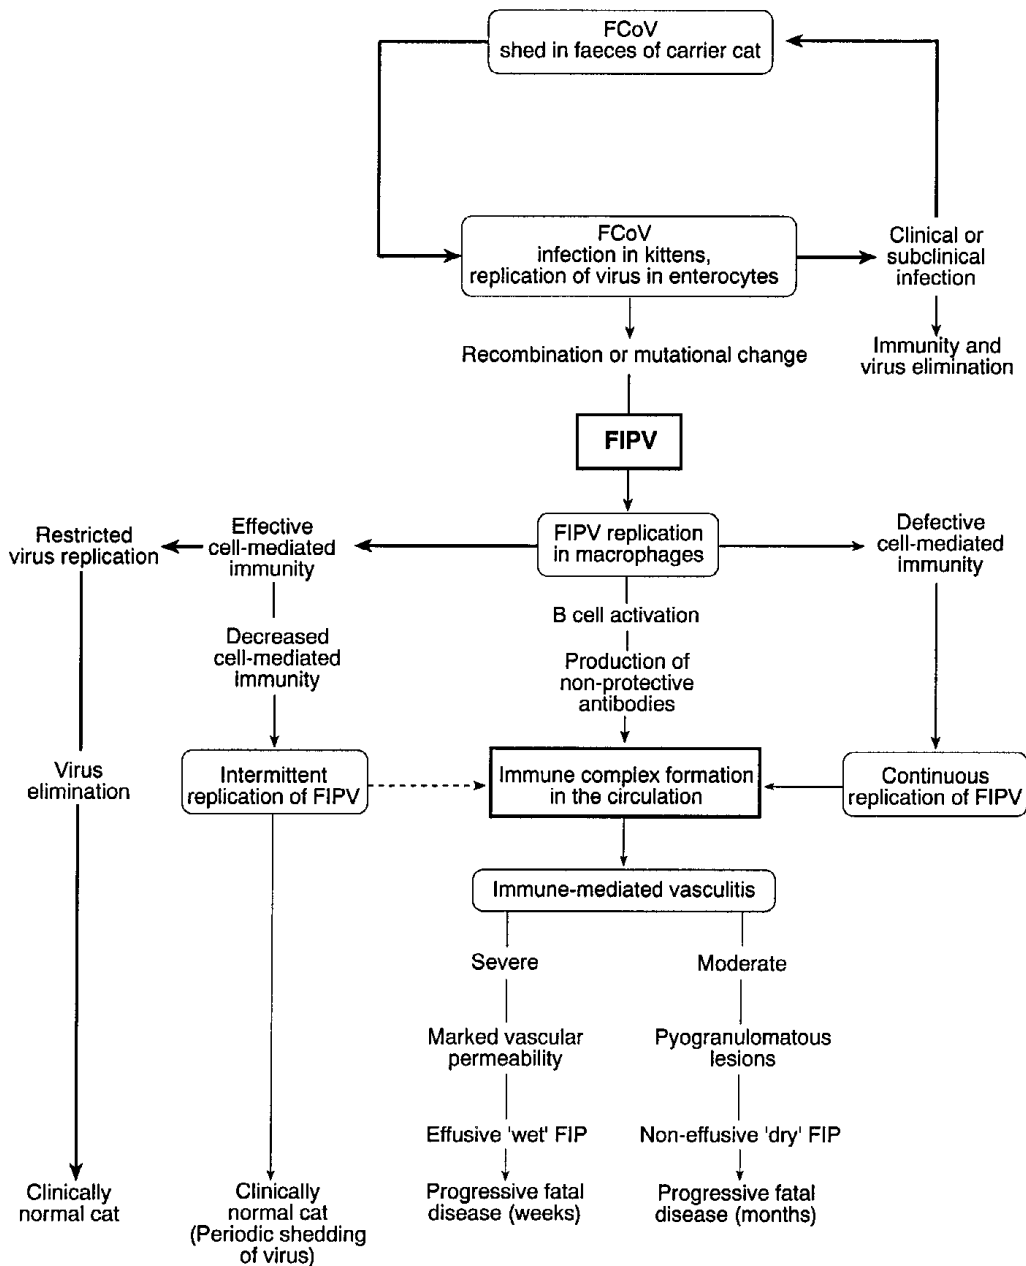 FCoV
shed in faeces of carrier cat
FCoV
infection in kittens,
replication of virus in enterocytes
Clinical or
subclinical
infection
Immunity and
virus elimination
Recombination or mutational change
FIPV
Restricted
virus replication
Effective
cell-mediated
immunity
FIPV replication
in macrophages
Defective
cell-mediated
immunity
Decreased
cell-mediated
immunity
B cell activation
Production of
non-protective
antibodies
Virus
elimination
Intermittent
replication of FIPV
Immune complex formation
in the circulation
Continuous
replication of FIPV
Immune-mediated vasculitis
Severe
Moderate
Marked vascular
permeability
Pyogranulomatous
lesions
Effusive 'wet' FIP
Non-effusive 'dry' FIP
Clinically
normal cat
Clinically
normal cat
(Periodic shedding
of virus)
Progressive fatal
disease (weeks)
Progressive fatal
disease (months)